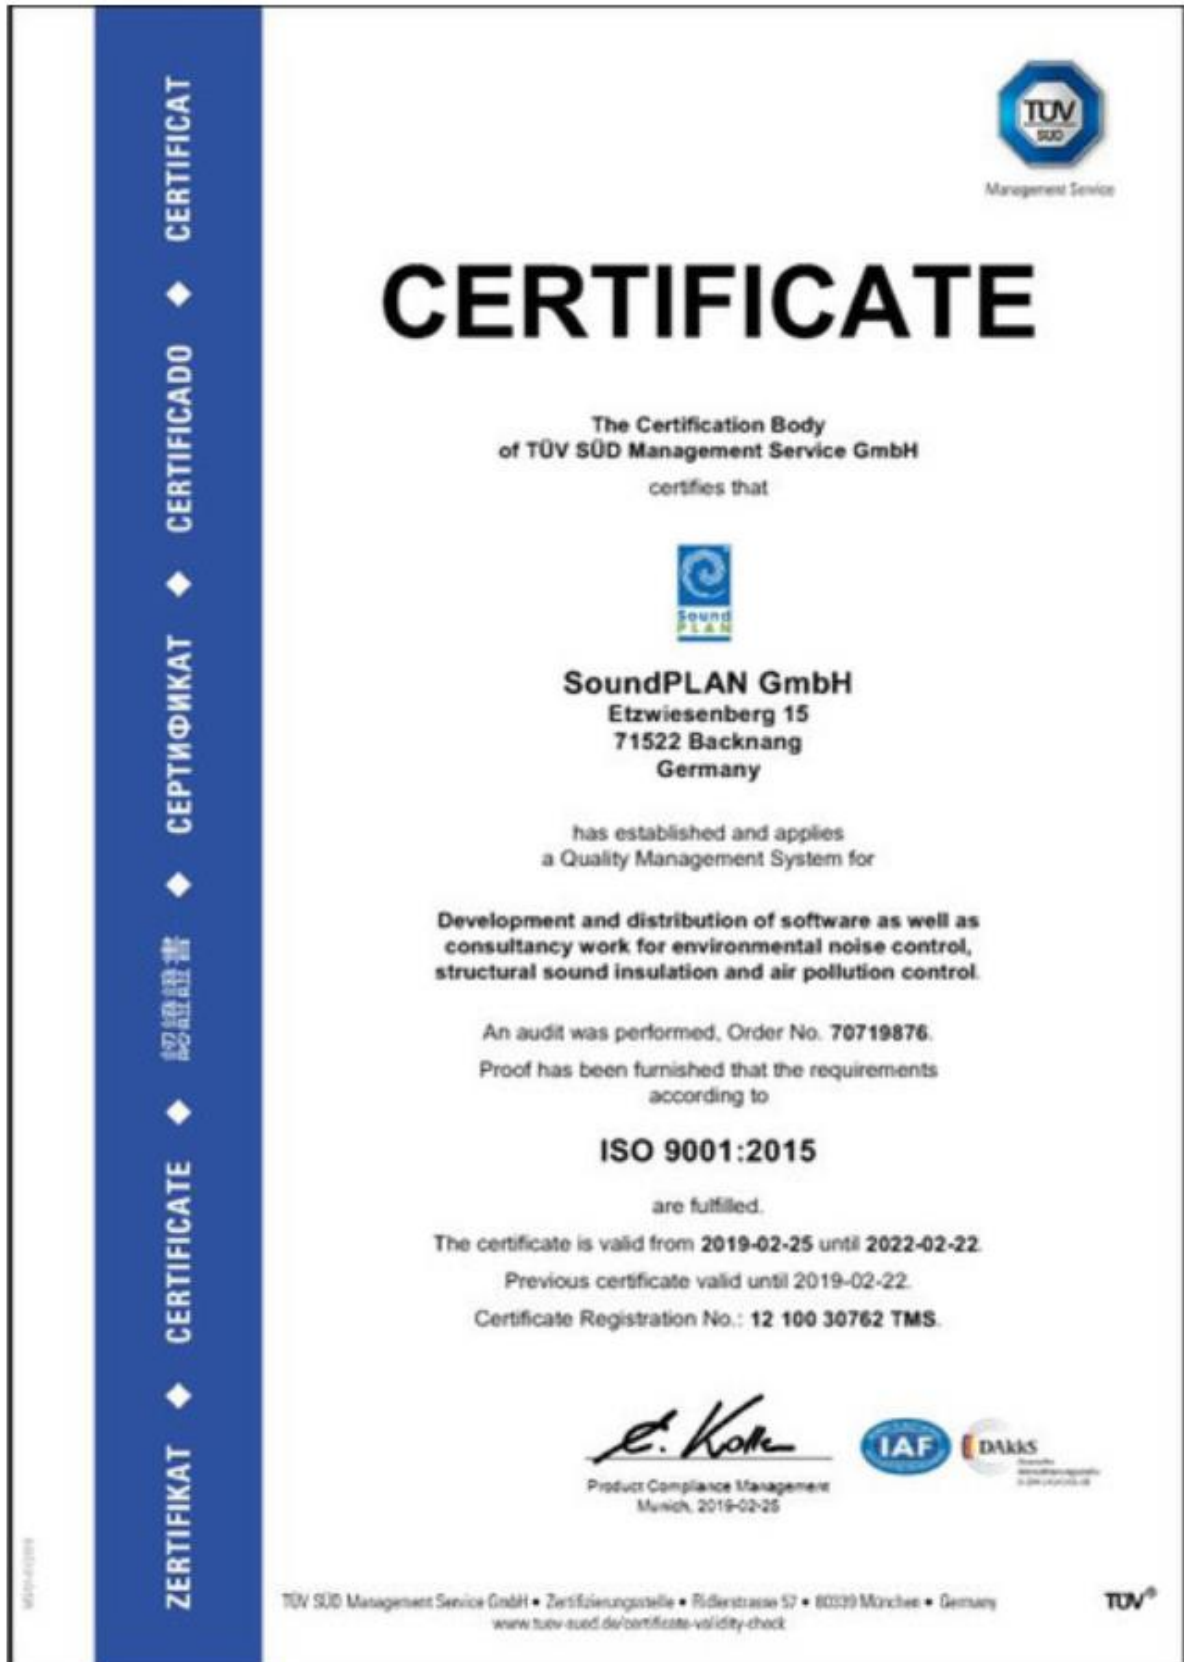 TÜV
SÜD
Management Service
CERTIFICATE
The Certification Body
of TÜV SÜD Management Service GmbH
certifies that
Sound
PLAN
SoundPLAN GmbH
Etzwiesenberg 15
71522 Backnang
Germany
has established and applies
a Quality Management System for
Development and distribution of software as well as
consultancy work for environmental noise control,
structural sound insulation and air pollution control.
An audit was performed, Order No. 70719876.
Proof has been furnished that the requirements
according to
ISO 9001:2015
are fulfilled.
The certificate is valid from 2019-02-25 until 2022-02-22.
Previous certificate valid until 2019-02-22.
Certificate Registration No.: 12 100 30762 TMS.
Product Compliance Management
Munich, 2019-02-25
IAF
DAkkS
TÜV SÜD Management Service GmbH • Zertifizierungsstelle • Ridlerstrasse 57 • 80339 München • Germany
www.tuev-sued.de/certificate-validity-check
TÜV®
ZERTIFIKAT ◆ CERTIFICATE ◆ 認證證書 ◆ СЕРТИФИКАТ ◆ CERTIFICADO ◆ CERTIFICAT